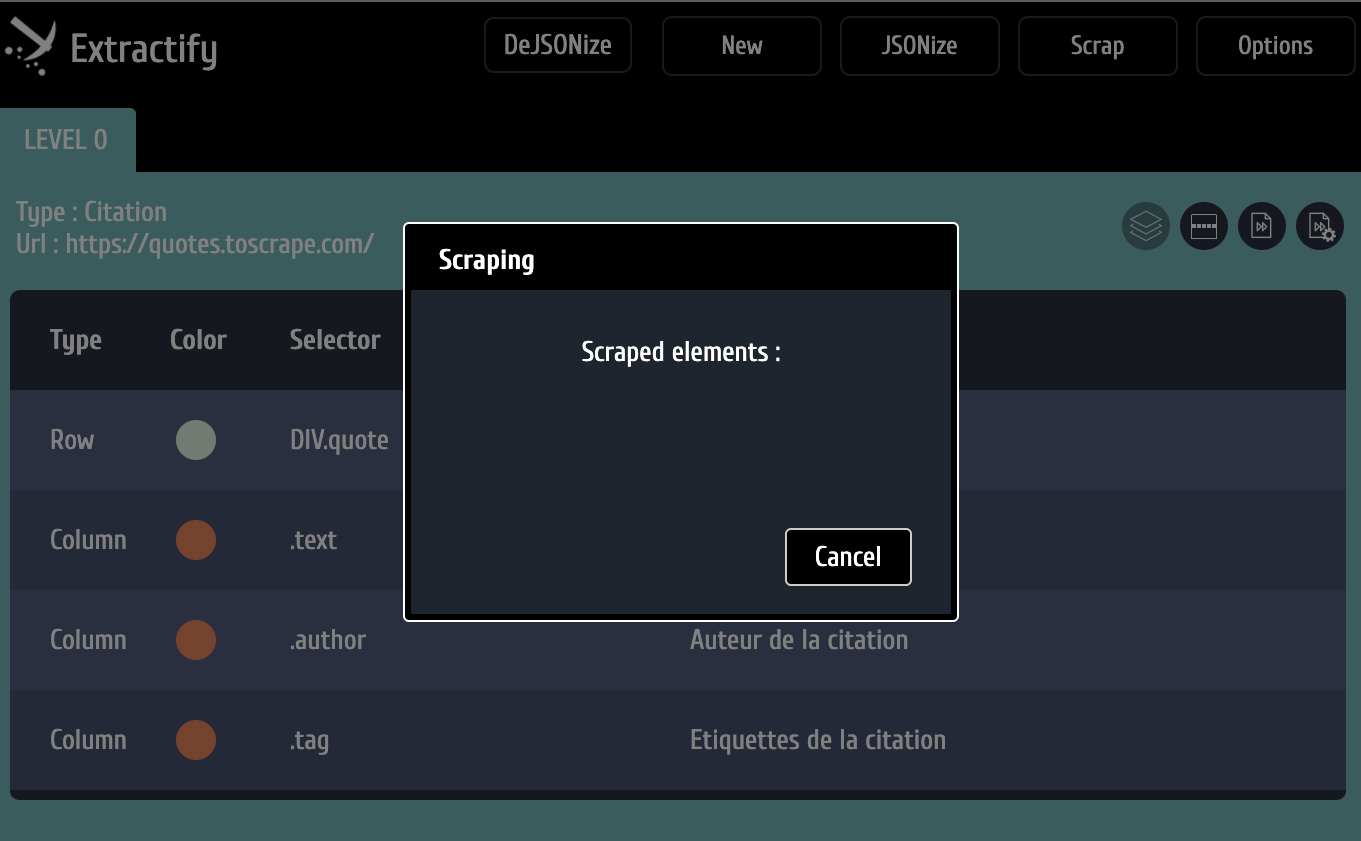 Extractify
DeJSONize
New
JSONize
Scrap
Options
LEVEL 0
Type : Citation
Url : https://quotes.toscrape.com/
Scraping
Scraped elements :
Cancel
Type Color Selector
Row DIV.quote
Column .text
Column .author Auteur de la citation
Column .tag Etiquettes de la citation